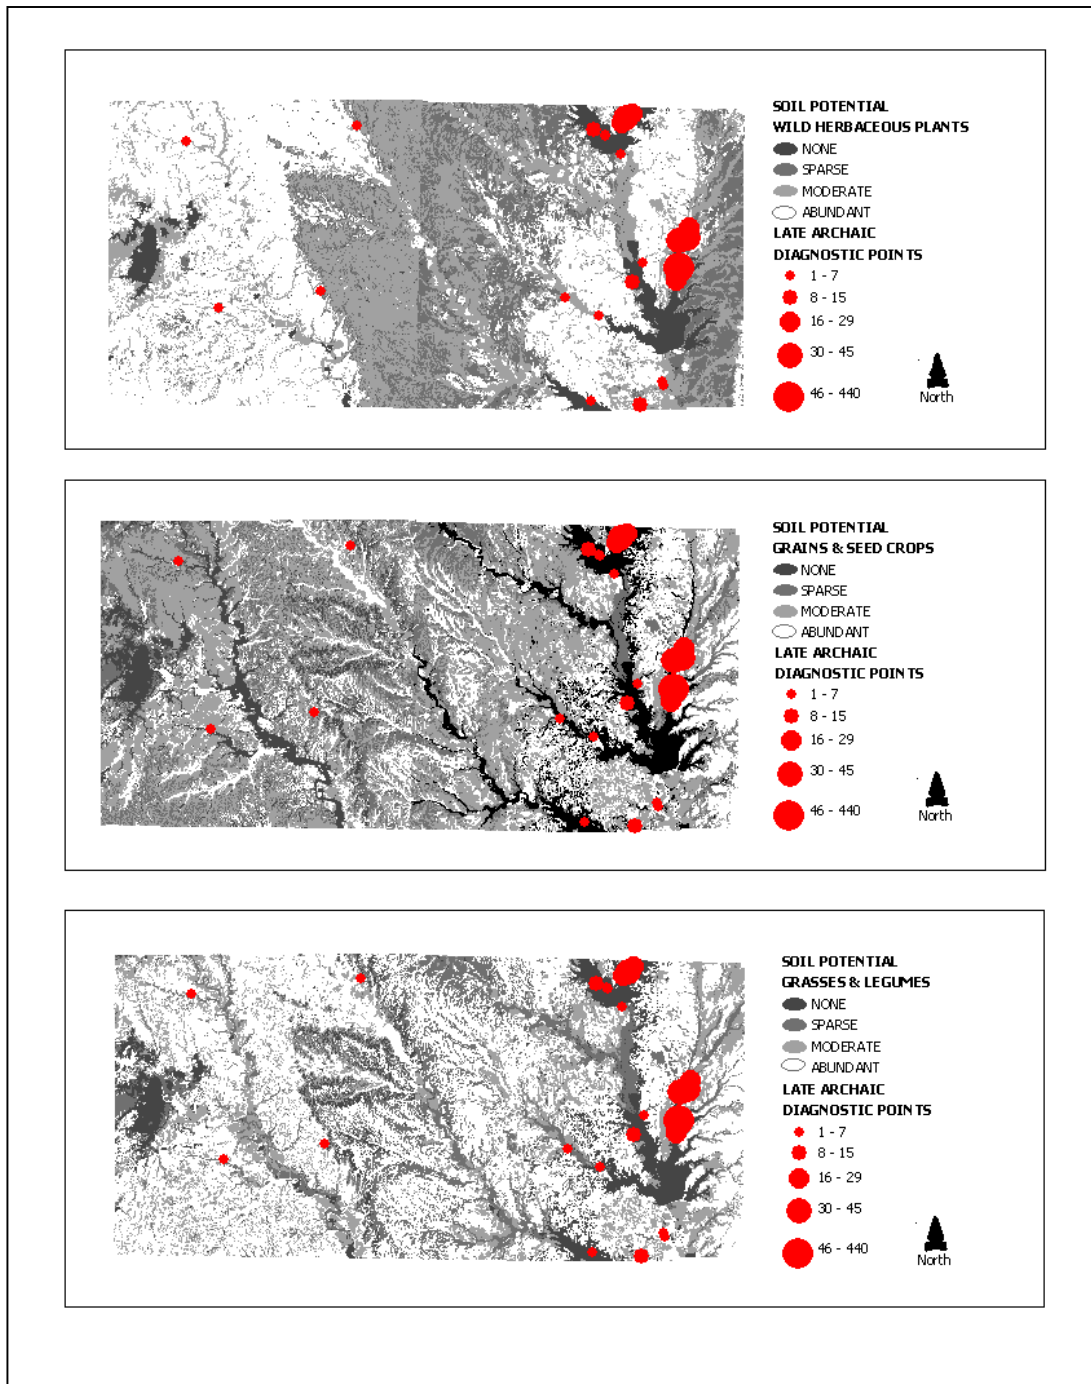 SOIL POTENTIAL
WILD HERBACEOUS PLANTS
NONE
SPARSE
MODERATE
ABUNDANT
LATE ARCHAIC
DIAGNOSTIC POINTS
1 - 7
8 - 15
16 - 29
30 - 45
46 - 440
North
SOIL POTENTIAL
GRAINS & SEED CROPS
NONE
SPARSE
MODERATE
ABUNDANT
LATE ARCHAIC
DIAGNOSTIC POINTS
1 - 7
8 - 15
16 - 29
30 - 45
46 - 440
North
SOIL POTENTIAL
GRASSES & LEGUMES
NONE
SPARSE
MODERATE
ABUNDANT
LATE ARCHAIC
DIAGNOSTIC POINTS
1 - 7
8 - 15
16 - 29
30 - 45
46 - 440
North